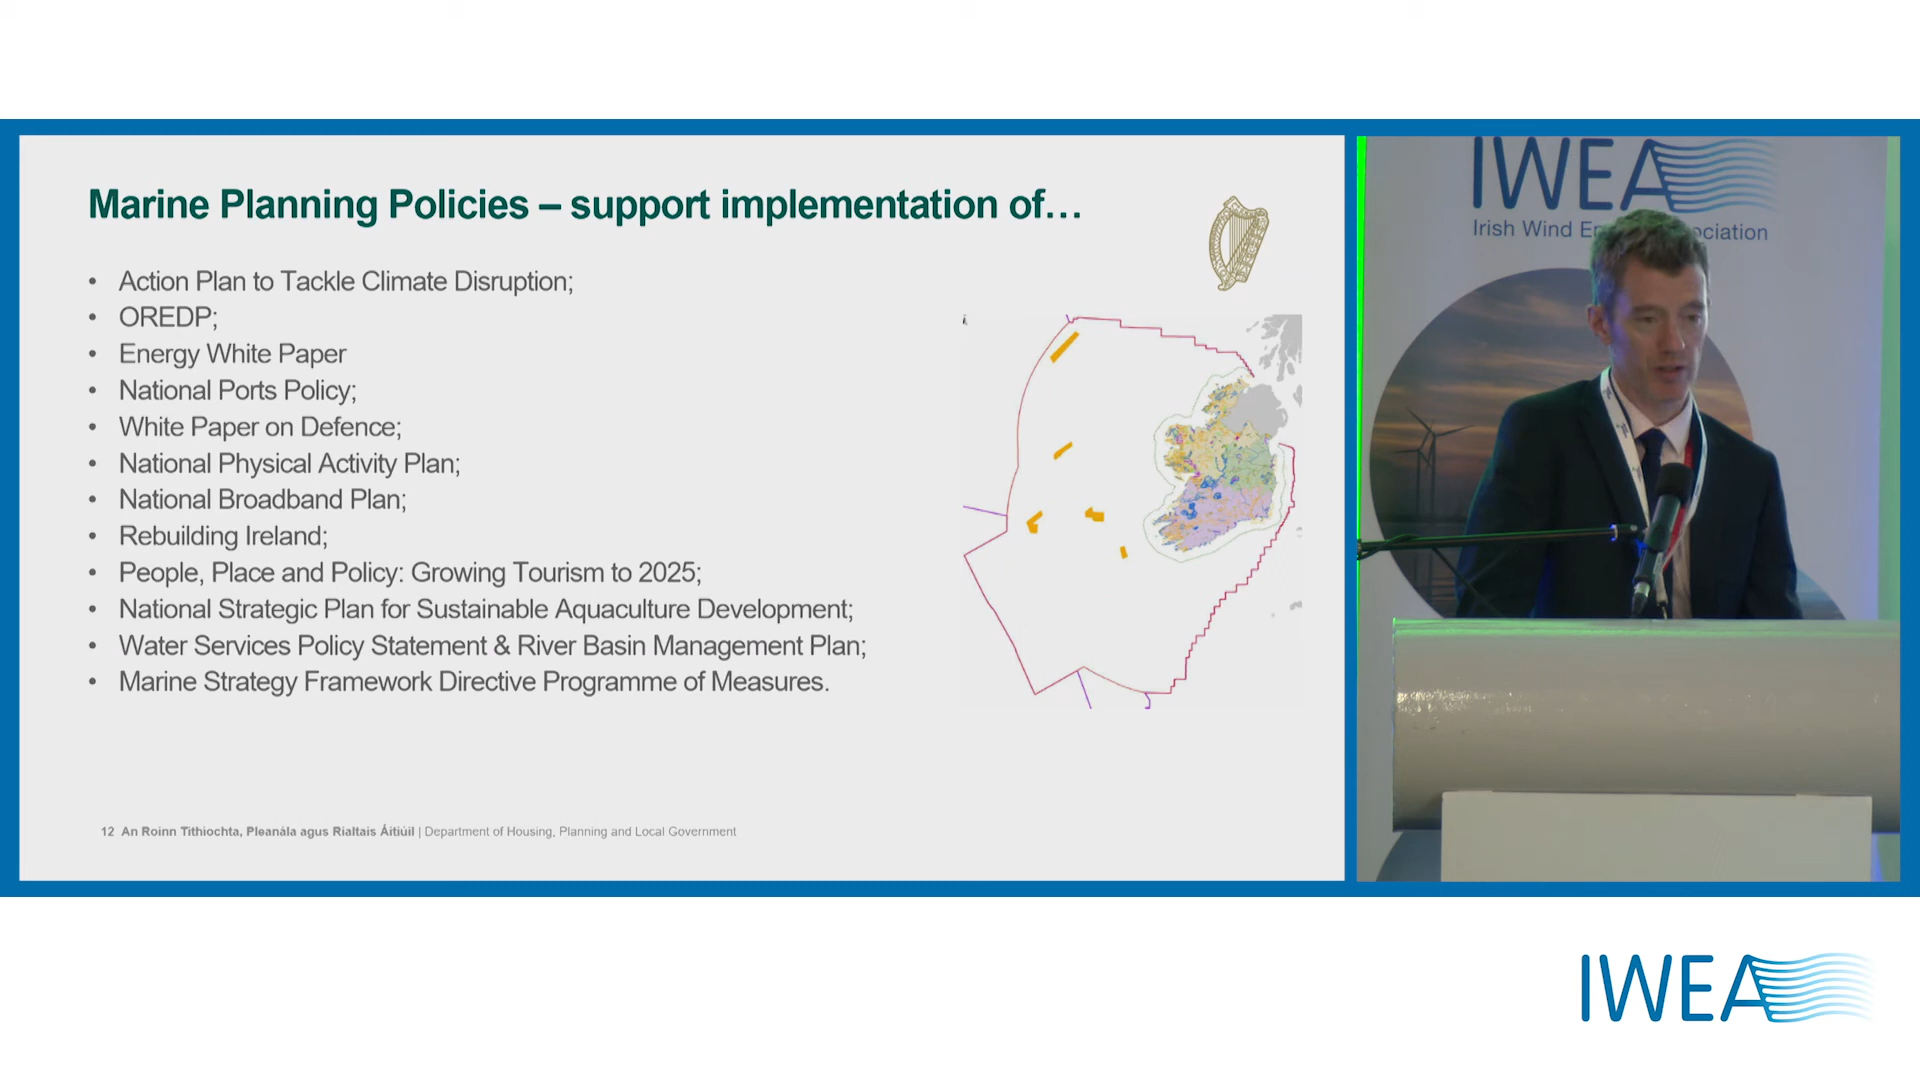 Marine Planning Policies – support implementation of…
• Action Plan to Tackle Climate Disruption;
• OREDP;
• Energy White Paper
• National Ports Policy;
• White Paper on Defence;
• National Physical Activity Plan;
• National Broadband Plan;
• Rebuilding Ireland;
• People, Place and Policy: Growing Tourism to 2025;
• National Strategic Plan for Sustainable Aquaculture Development;
• Water Services Policy Statement & River Basin Management Plan;
• Marine Strategy Framework Directive Programme of Measures.
12 An Roinn Tithíochta, Pleanála agus Rialtais Áitiúil | Department of Housing, Planning and Local Government
IWEA
Irish Wind
IWEA